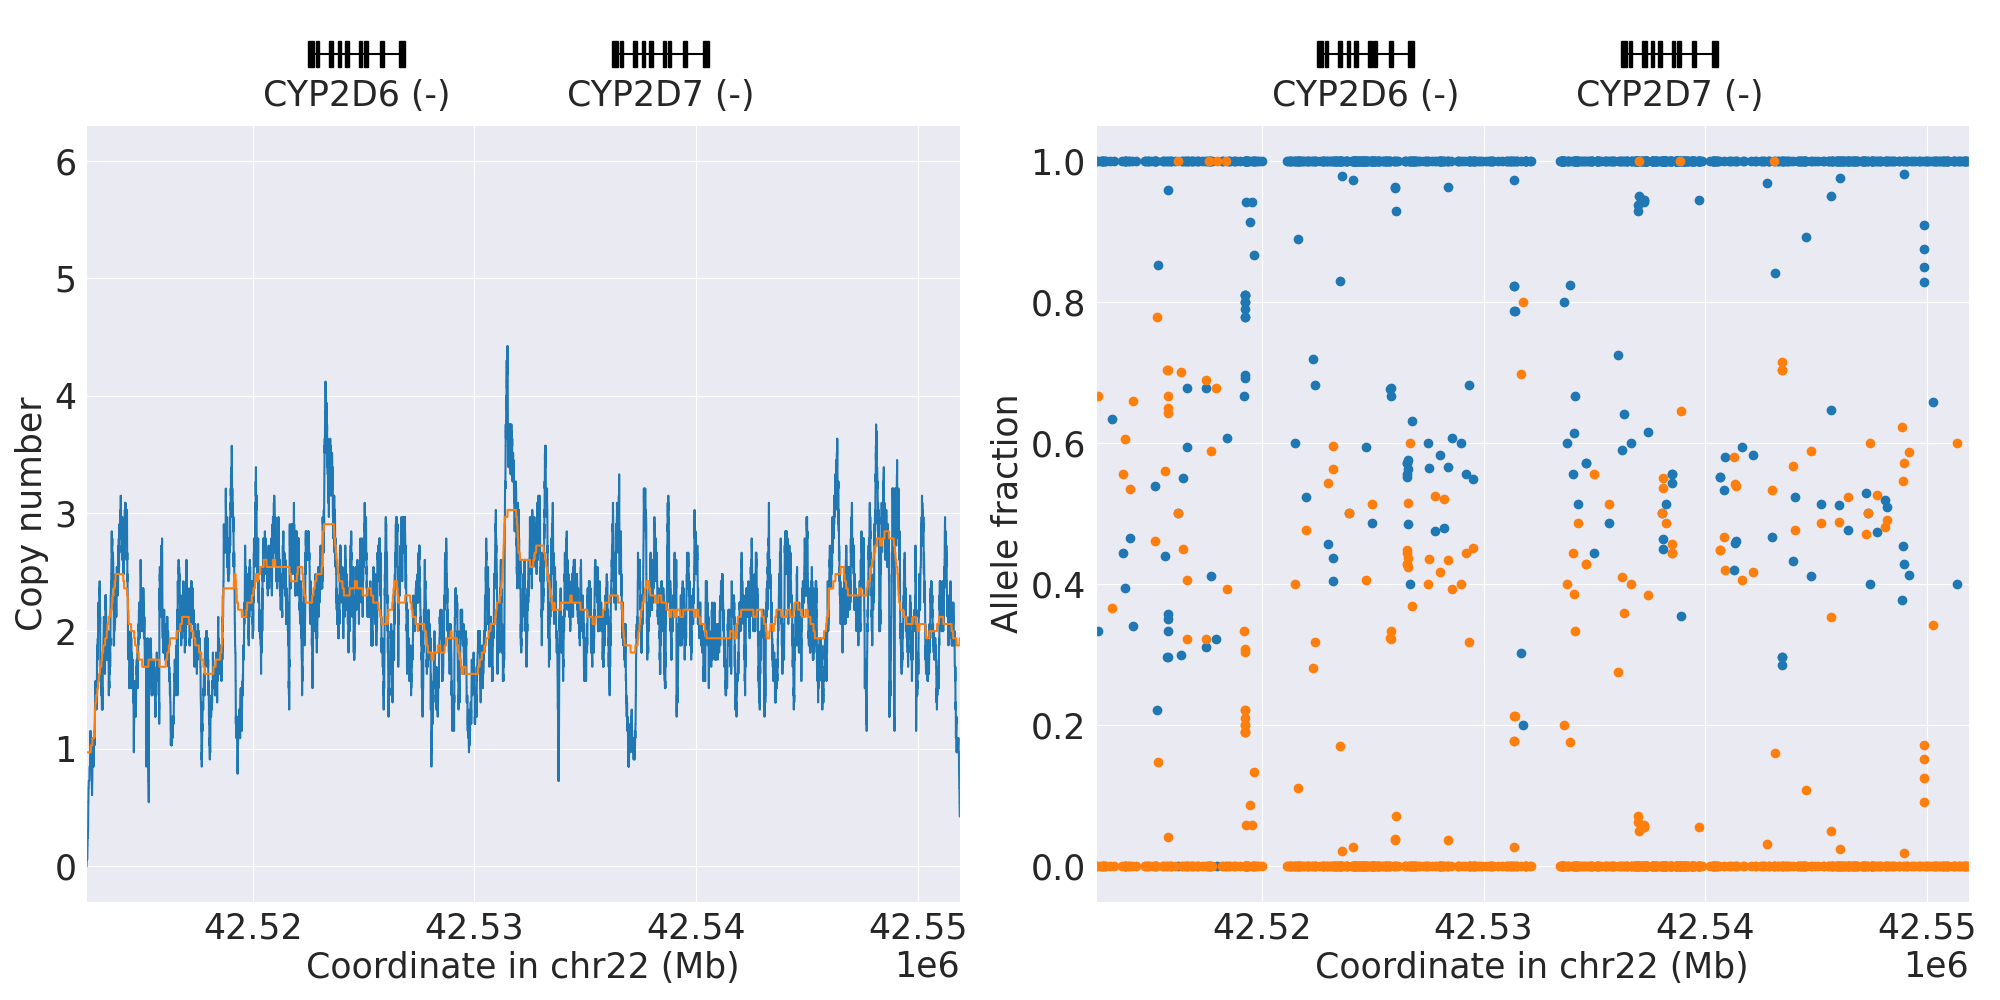 CYP2D6 (-) CYP2D7 (-)
Copy number
6
5
4
3
2
1
0
42.52 42.53 42.54 42.55
Coordinate in chr22 (Mb)
1e6
CYP2D6 (-) CYP2D7 (-)
Allele fraction
1.0
0.8
0.6
0.4
0.2
0.0
42.52 42.53 42.54 42.55
Coordinate in chr22 (Mb)
1e6